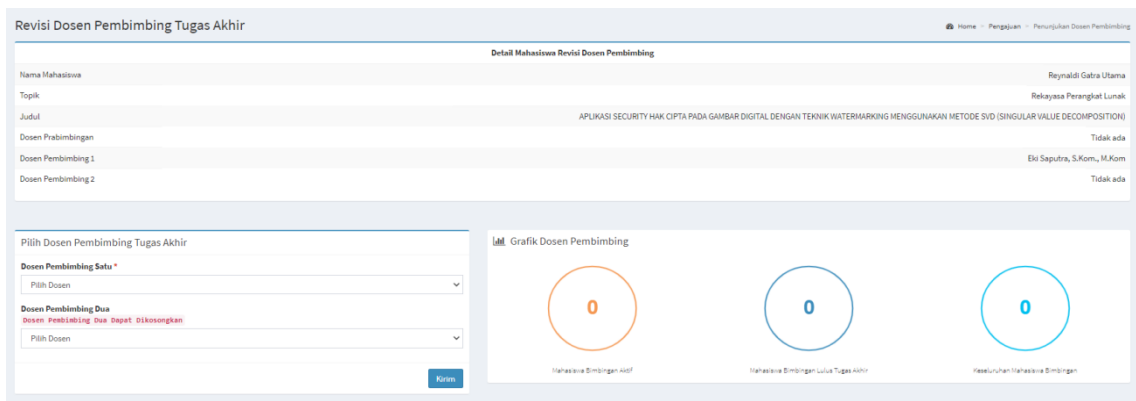 Revisi Dosen Pembimbing Tugas Akhir
Home > Pengajuan > Penunjukan Dosen Pembimbing
Detail Mahasiswa Revisi Dosen Pembimbing
Nama Mahasiswa Reynaldi Gatra Utama
Topik Rekayasa Perangkat Lunak
Judul APLIKASI SECURITY HAK CIPTA PADA GAMBAR DIGITAL DENGAN TEKNIK WATERMARKING MENGGUNAKAN METODE SVD (SINGULAR VALUE DECOMPOSITION)
Dosen Prabimbingan Tidak ada
Dosen Pembimbing 1 Eki Saputra, S.Kom., M.Kom
Dosen Pembimbing 2 Tidak ada
Pilih Dosen Pembimbing Tugas Akhir
Dosen Pembimbing Satu *
Pilih Dosen
Dosen Pembimbing Dua
Dosen Pembimbing Dua Dapat Dikosongkan
Pilih Dosen
Kirim
Grafik Dosen Pembimbing
0 0 0
Mahasiswa Bimbingan Aktif Mahasiswa Bimbingan Lulus Tugas Akhir Keseluruhan Mahasiswa Bimbingan